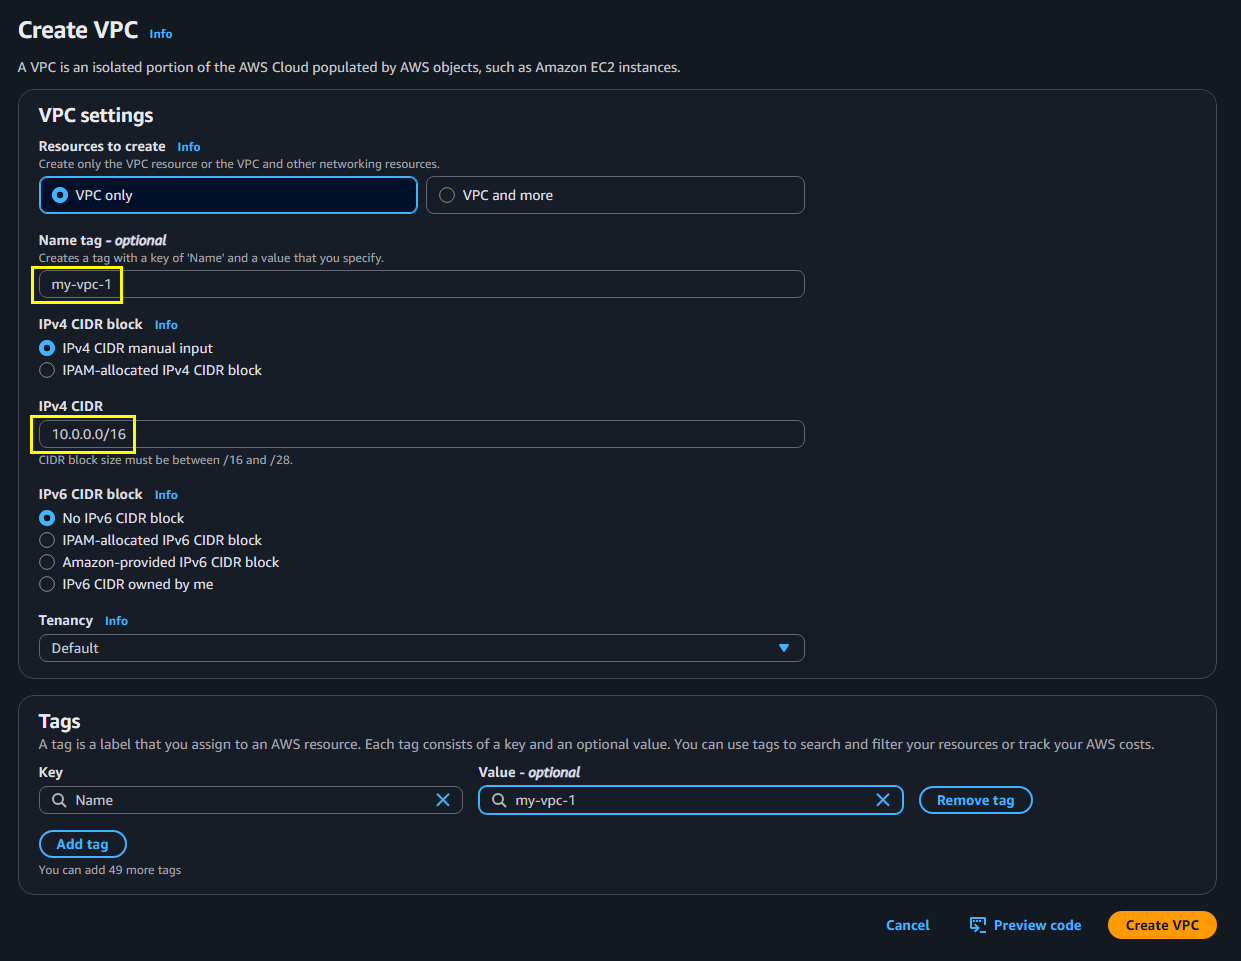 Create VPC Info
A VPC is an isolated portion of the AWS Cloud populated by AWS objects, such as Amazon EC2 instances.
VPC settings
Resources to create Info
Create only the VPC resource or the VPC and other networking resources.
VPC only VPC and more
Name tag - optional
Creates a tag with a key of 'Name' and a value that you specify.
my-vpc-1
IPv4 CIDR block Info
IPv4 CIDR manual input
IPAM-allocated IPv4 CIDR block
IPv4 CIDR
10.0.0.0/16
CIDR block size must be between /16 and /28.
IPv6 CIDR block Info
No IPv6 CIDR block
IPAM-allocated IPv6 CIDR block
Amazon-provided IPv6 CIDR block
IPv6 CIDR owned by me
Tenancy Info
Default
Tags
A tag is a label that you assign to an AWS resource. Each tag consists of a key and an optional value. You can use tags to search and filter your resources or track your AWS costs.
Key Value - optional
Name my-vpc-1 Remove tag
Add tag
You can add 49 more tags
Cancel Preview code Create VPC